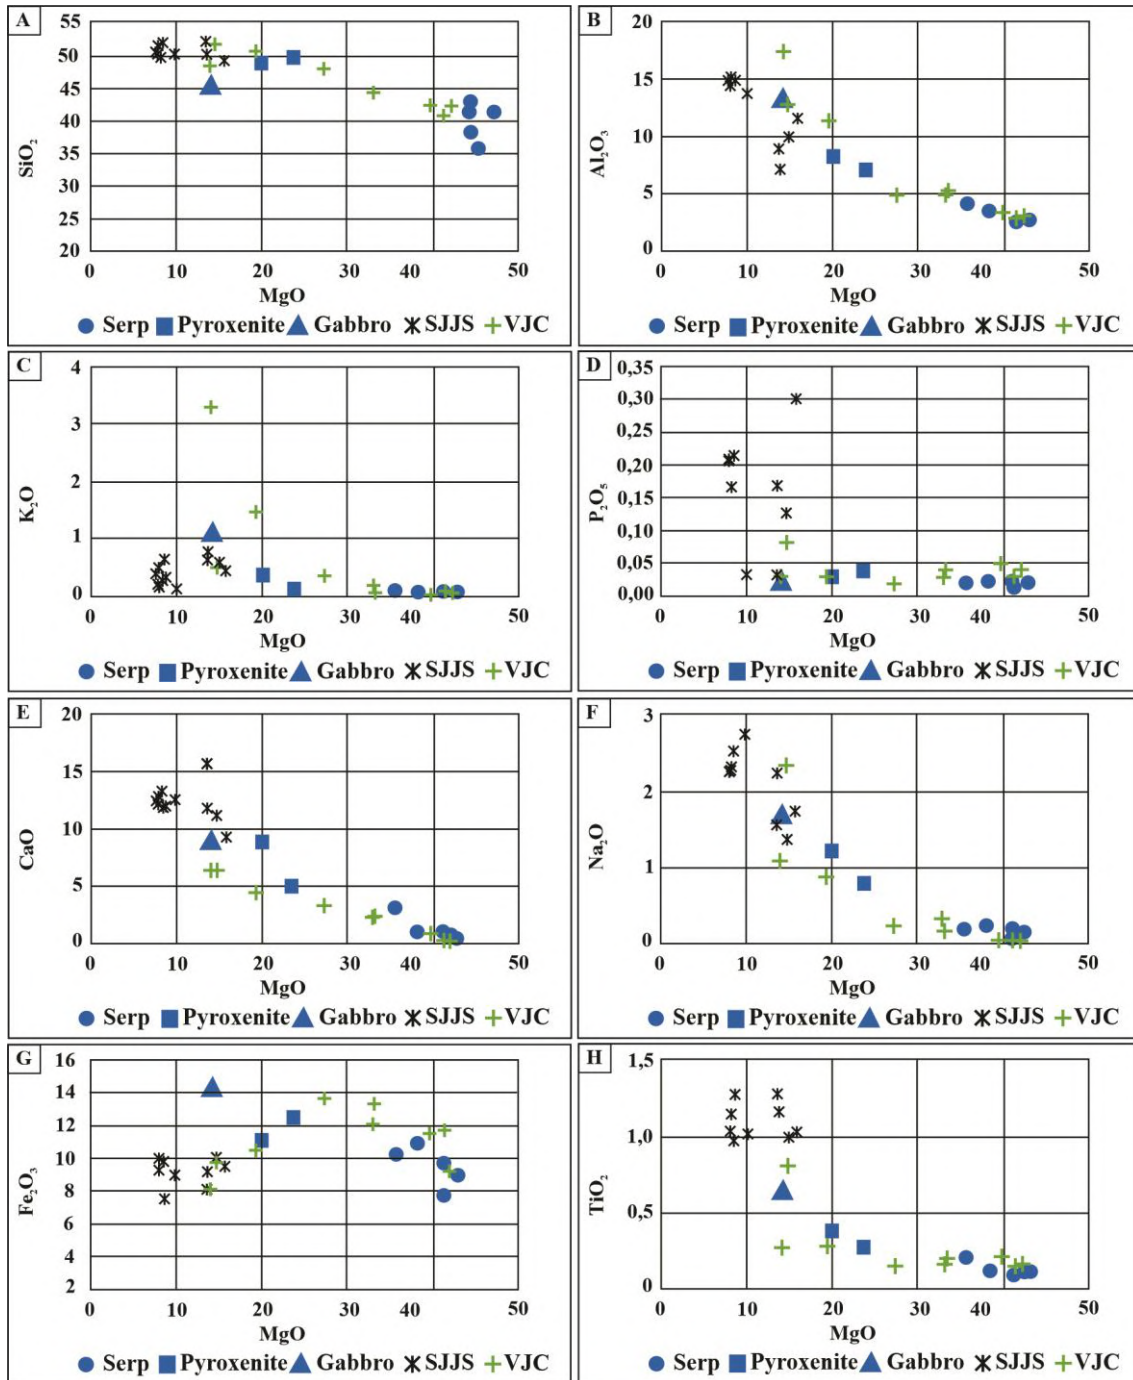 A
55
50
45
40
35
30
25
20
SiO₂
0 10 20 30 40 50
MgO
Serp Pyroxenite Gabbro SJJS VJC
B
20
15
10
5
0
Al₂O₃
0 10 20 30 40 50
MgO
Serp Pyroxenite Gabbro SJJS VJC
C
4
3
2
1
0
K₂O
0 10 20 30 40 50
MgO
Serp Pyroxenite Gabbro SJJS VJC
D
0,35
0,30
0,25
0,20
0,15
0,10
0,05
0,00
P₂O₅
0 10 20 30 40 50
MgO
Serp Pyroxenite Gabbro SJJS VJC
E
20
15
10
5
0
CaO
0 10 20 30 40 50
MgO
Serp Pyroxenite Gabbro SJJS VJC
F
3
2
1
0
Na₂O
0 10 20 30 40 50
MgO
Serp Pyroxenite Gabbro SJJS VJC
G
16
14
12
10
8
6
4
2
Fe₂O₃
0 10 20 30 40 50
MgO
Serp Pyroxenite Gabbro SJJS VJC
H
1,5
1,0
0,5
0
TiO₂
0 10 20 30 40 50
MgO
Serp Pyroxenite Gabbro SJJS VJC